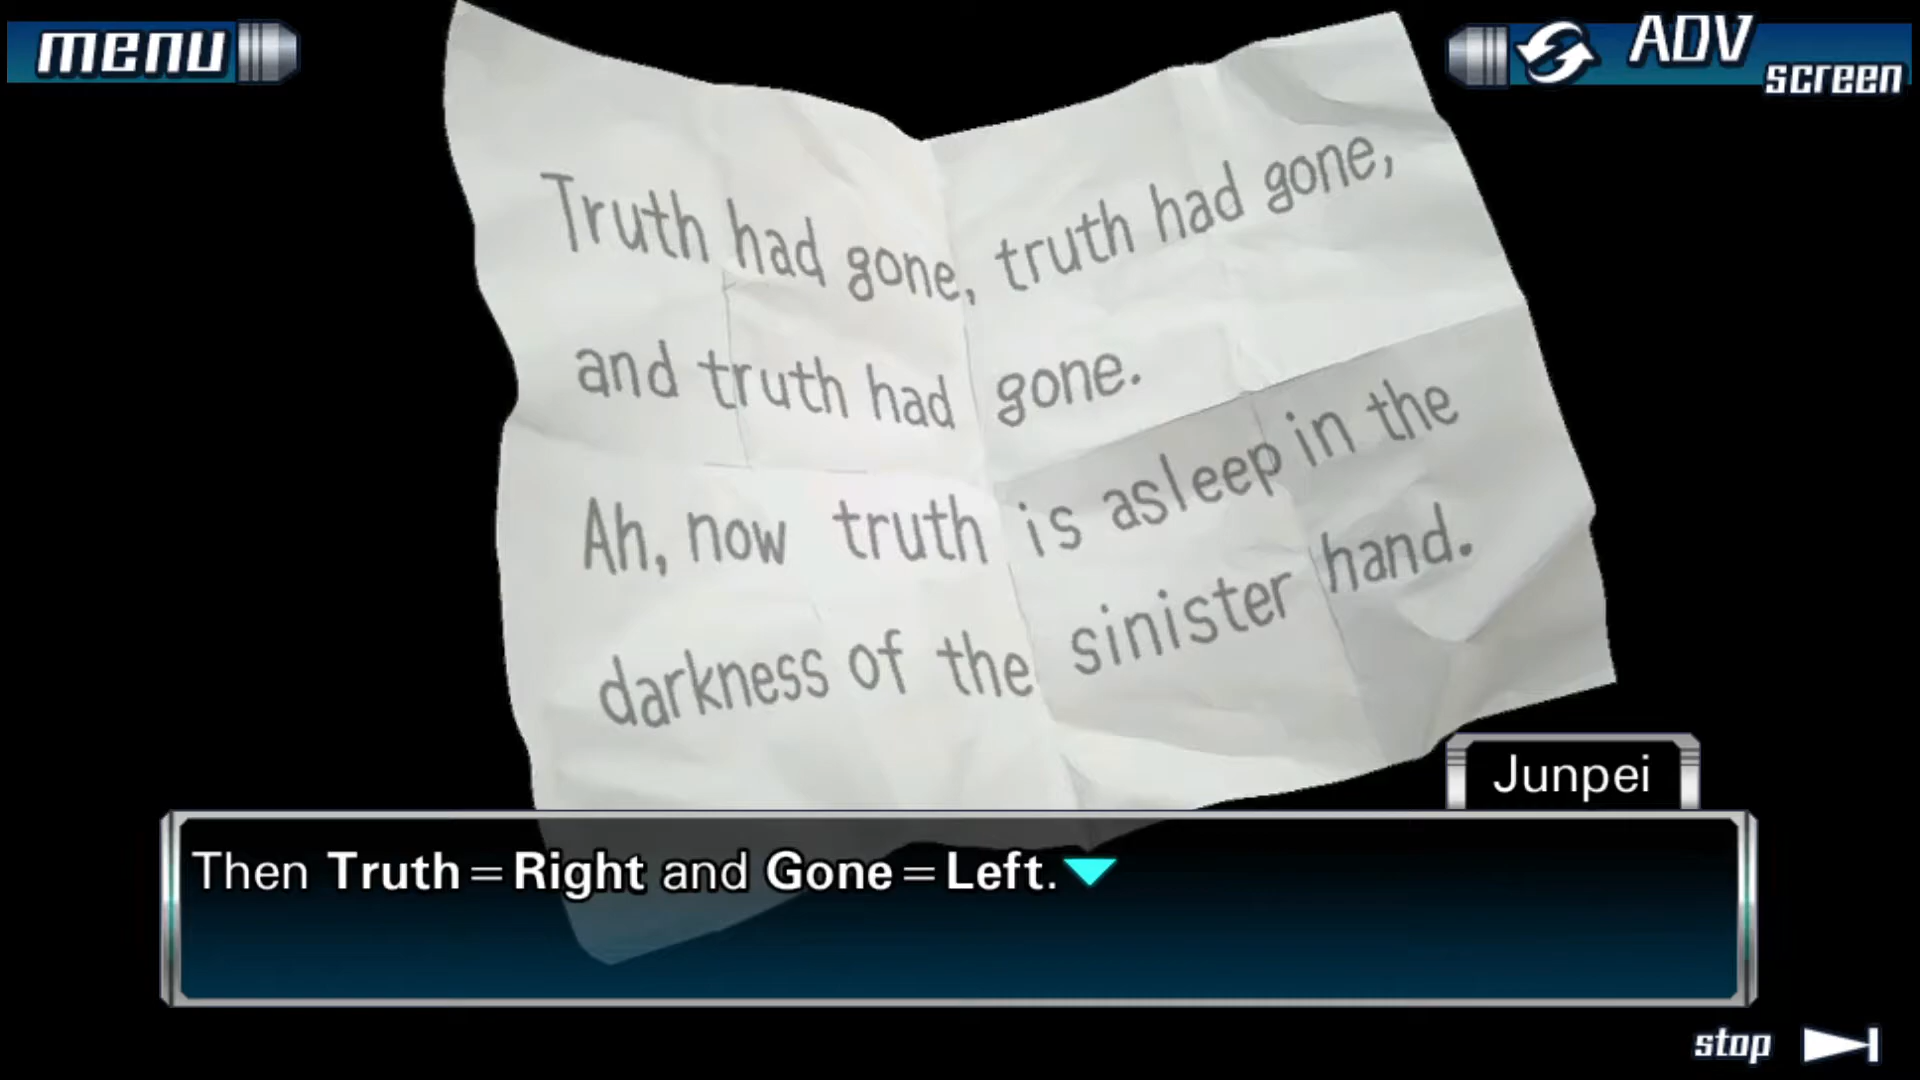 menu
ADV
screen
Truth had gone, truth had gone,
and truth had gone.
Ah, now truth is asleep in the
darkness of the sinister hand.
Junpei
Then Truth = Right and Gone = Left.
stop